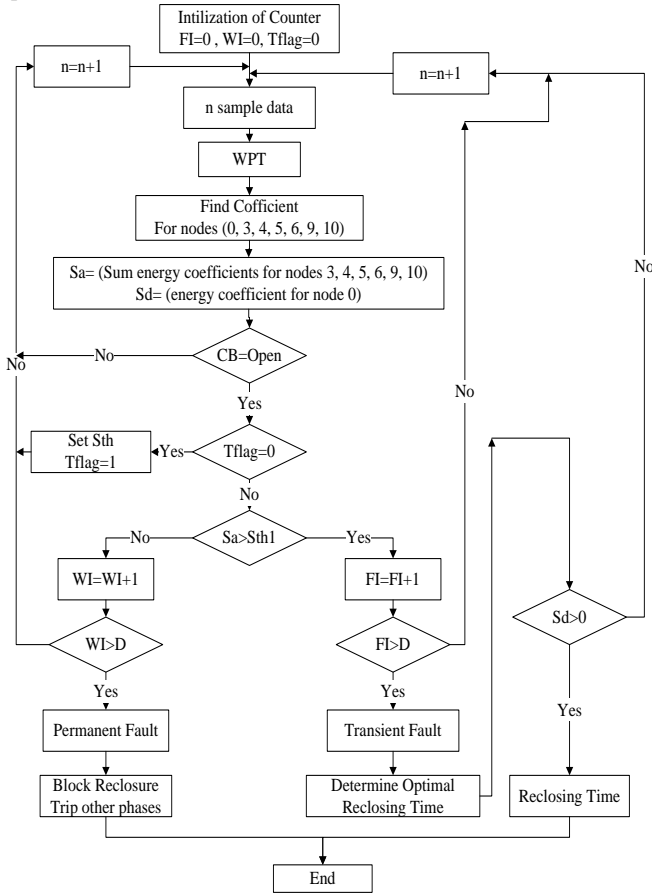 Intilization of Counter
FI=0 , WI=0, Tflag=0
n=n+1
n=n+1
n sample data
WPT
Find Cofficient
For nodes (0, 3, 4, 5, 6, 9, 10)
Sa= (Sum energy coefficients for nodes 3, 4, 5, 6, 9, 10)
Sd= (energy coefficient for node 0)
No
CB=Open
No
No
No
Yes
Set Sth
Tflag=1
Yes
Tflag=0
No
No
Sa>Sth1
Yes
WI=WI+1
FI=FI+1
Sd>0
WI>D
FI>D
Yes
Yes
Yes
Permanent Fault
Transient Fault
Block Reclosure
Trip other phases
Determine Optimal
Reclosing Time
Reclosing Time
End